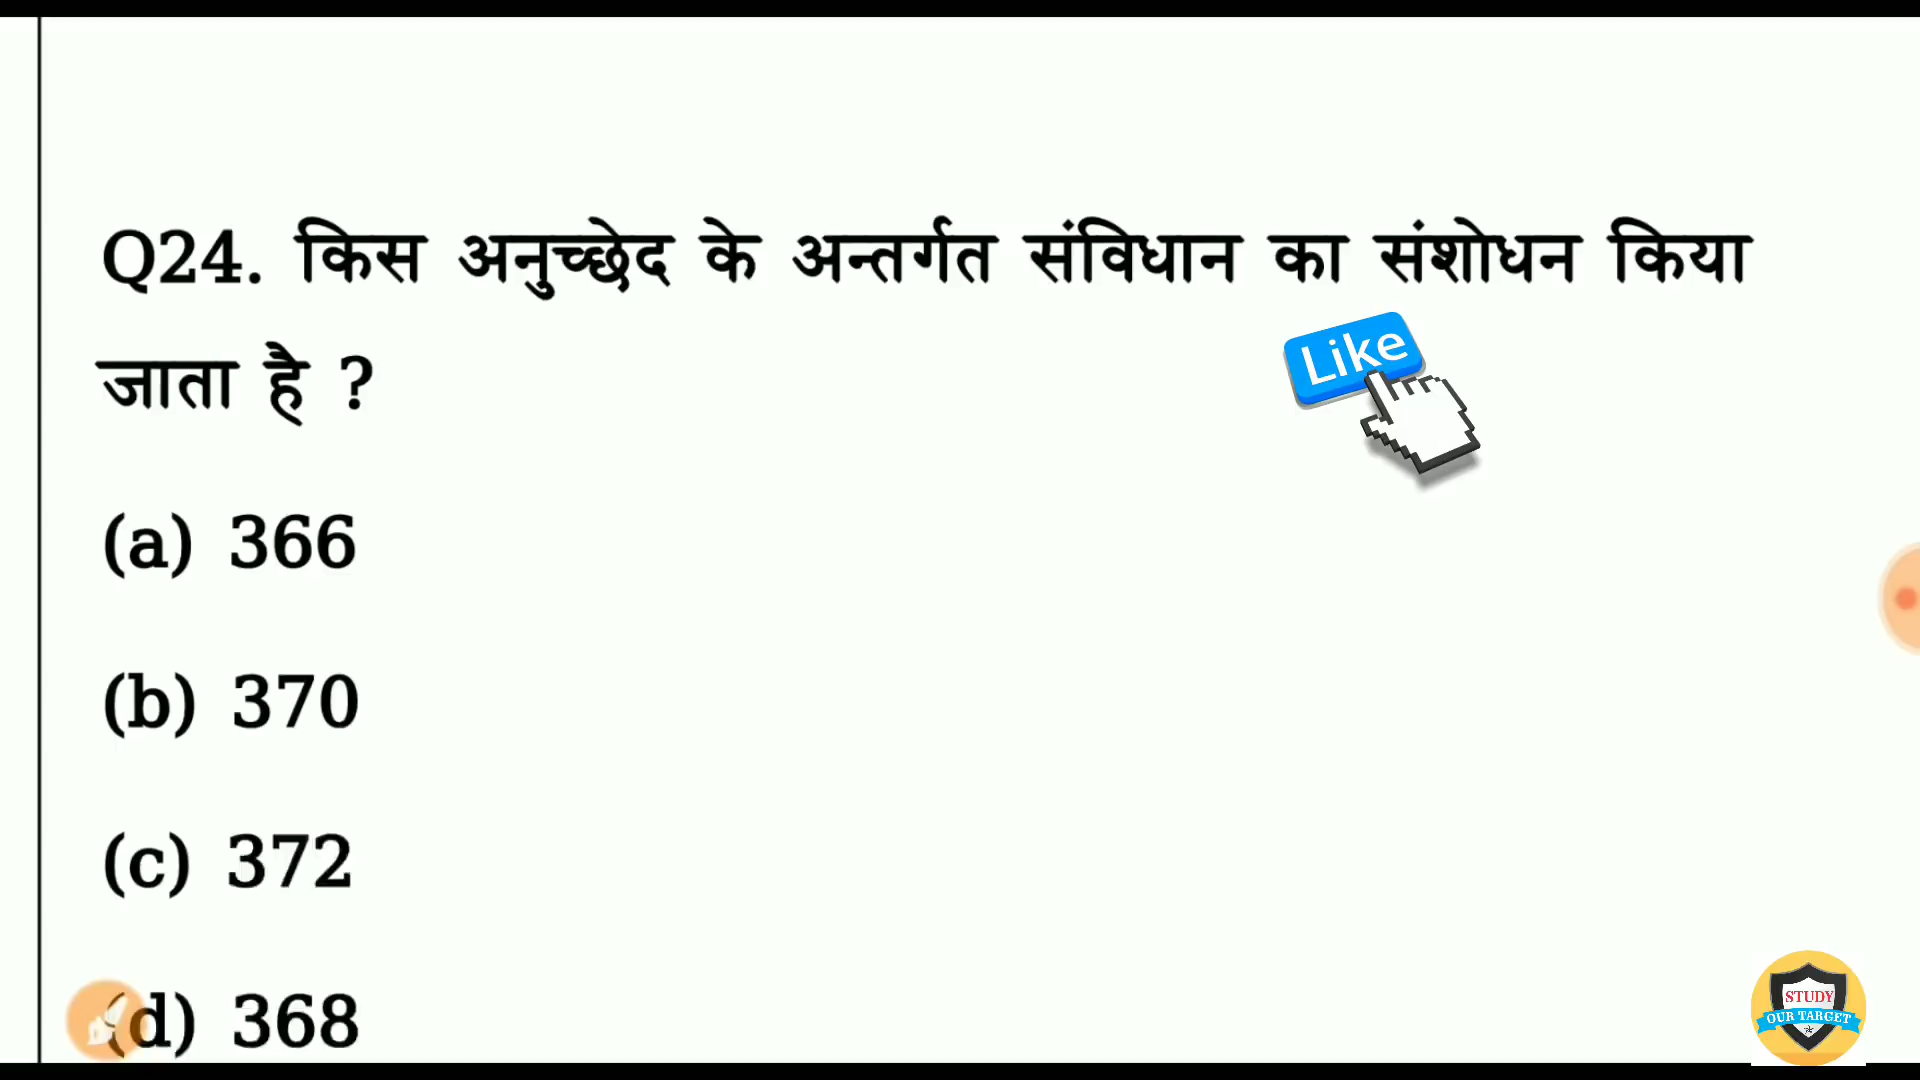 Q24. किस अनुच्छेद के अन्तर्गत संविधान का संशोधन किया
जाता है ?
Like
(a) 366
(b) 370
(c) 372
(d) 368
STUDY
OUR TARGET